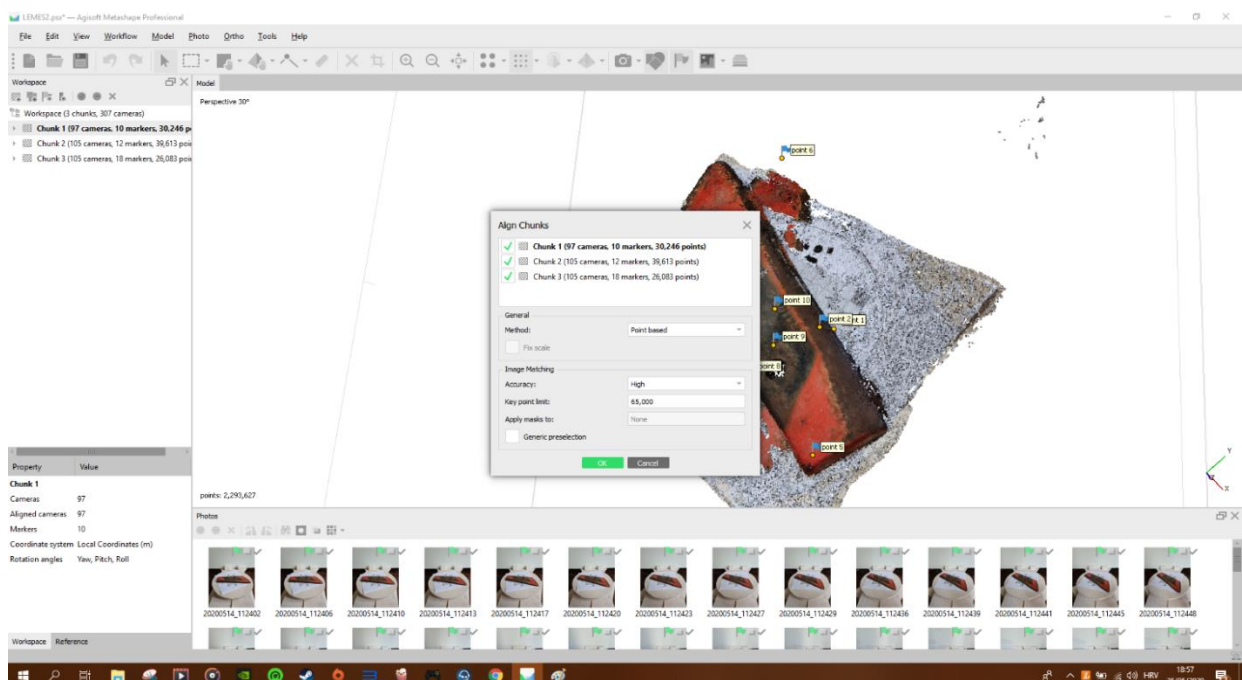 LEMES2.psx* — Agisoft Metashape Professional
File Edit View Workflow Model Photo Ortho Tools Help
Workspace
Model
Perspective 30°
Workspace (3 chunks, 307 cameras)
Chunk 1 (97 cameras, 10 markers, 30,246 p
Chunk 2 (105 cameras, 12 markers, 39,613 poi
Chunk 3 (105 cameras, 18 markers, 26,083 poi
point 6
point 10
point 2
nt 1
point 9
point 8
point 5
Align Chunks
Chunk 1 (97 cameras, 10 markers, 30,246 points)
Chunk 2 (105 cameras, 12 markers, 39,613 points)
Chunk 3 (105 cameras, 18 markers, 26,083 points)
General
Method: Point based
Fix scale
Image Matching
Accuracy: High
Key point limit: 65,000
Apply masks to: None
Generic preselection
OK Cancel
Y
X
Property Value
Chunk 1
Cameras 97
Aligned cameras 97
Markers 10
Coordinate system Local Coordinates (m)
Rotation angles Yaw, Pitch, Roll
points: 2,293,627
Photos
20200514_112402 20200514_112406 20200514_112410 20200514_112413 20200514_112417 20200514_112420 20200514_112423 20200514_112427 20200514_112429 20200514_112436 20200514_112439 20200514_112441 20200514_112445 20200514_112448
Workspace Reference
HRV 18:57